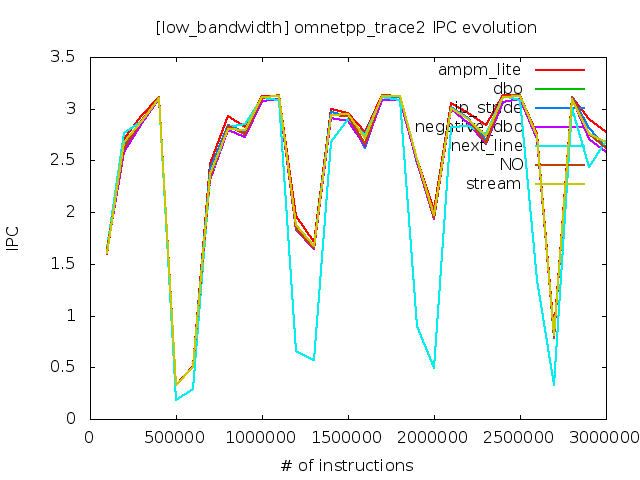 [low_bandwidth] omnetpp_trace2 IPC evolution
3.5
3
2.5
2
1.5
1
0.5
0
IPC
ampm_lite
dbo
ip_stride
negative_dbo
next_line
NO
stream
0
500000
1000000
1500000
2000000
2500000
3000000
# of instructions